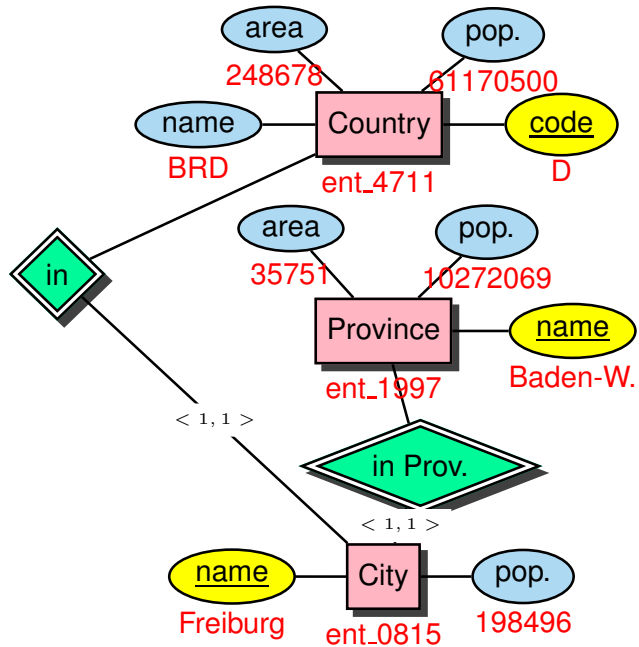 area
pop.
248678
61170500
name
Country
code
BRD
ent_4711
D
area
pop.
in
35751
10272069
Province
name
ent_1997
Baden-W.
< 1, 1 >
in Prov.
< 1, 1 >
name
City
pop.
Freiburg
ent_0815
198496